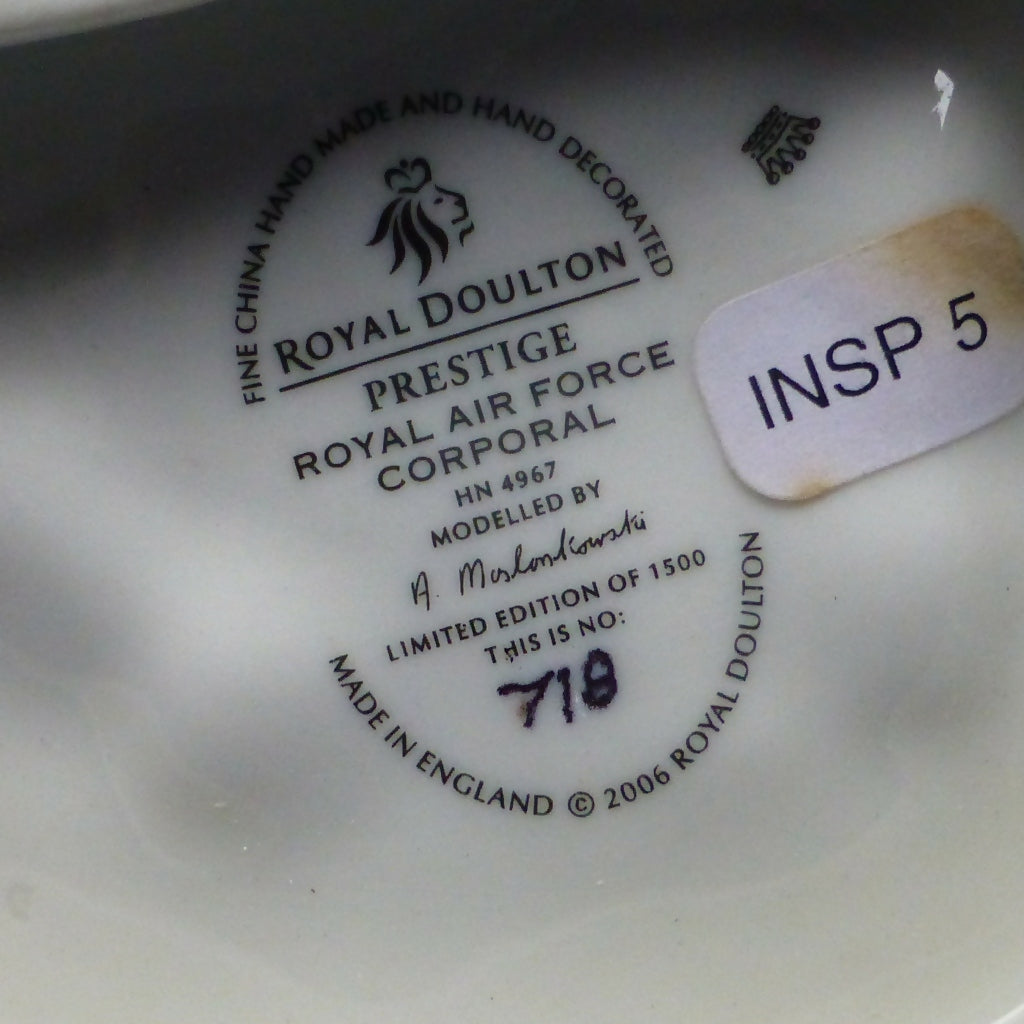 FINE CHINA HAND MADE AND HAND DECORATED
ROYAL DOULTON
PRESTIGE
ROYAL AIR FORCE
CORPORAL
HN 4967
MODELLED BY
A. Maslankowski
LIMITED EDITION OF 1500
THIS IS NO:
718
MADE IN ENGLAND © 2006 ROYAL DOULTON
INSP 5